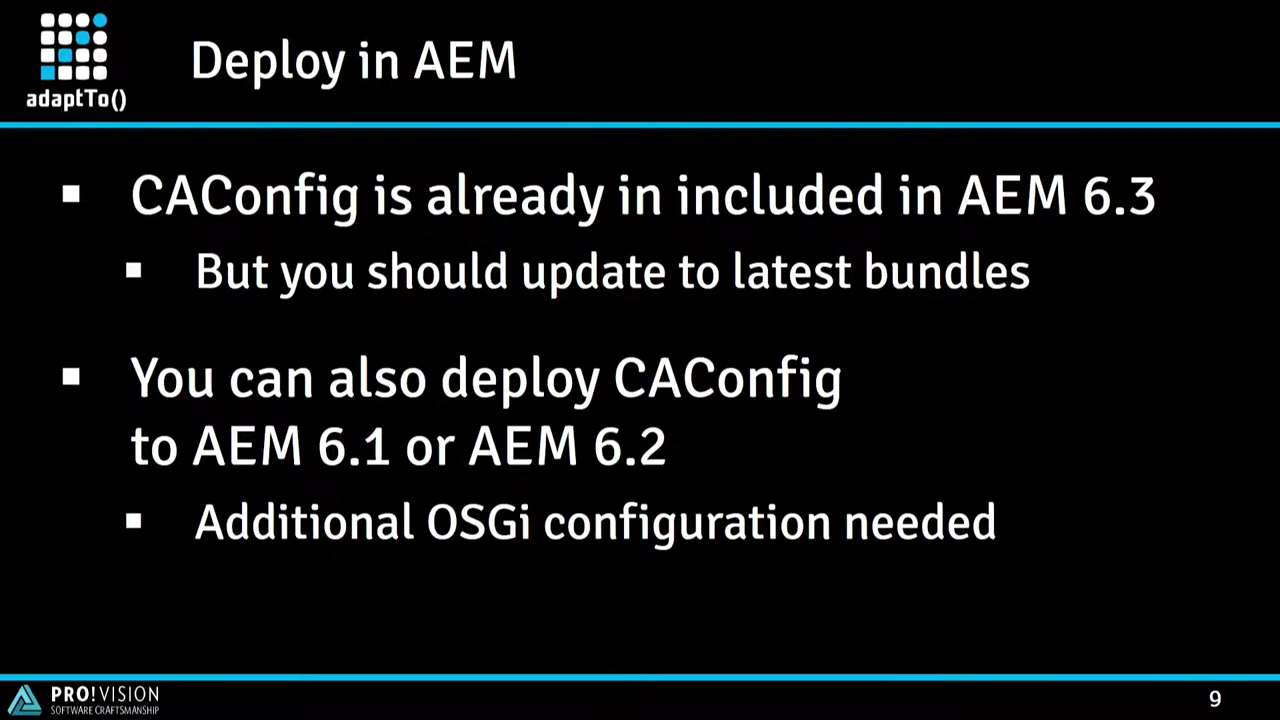 adaptTo()
Deploy in AEM
▪ CAConfig is already in included in AEM 6.3
▪ But you should update to latest bundles
▪ You can also deploy CAConfig
to AEM 6.1 or AEM 6.2
▪ Additional OSGi configuration needed
PRO!VISION
SOFTWARE CRAFTSMANSHIP
9